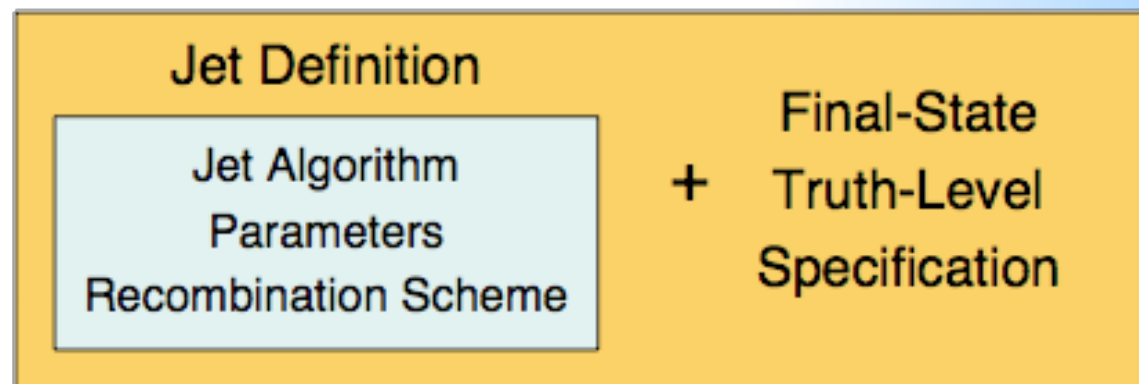 Jet Definition
Jet Algorithm
Parameters
Recombination Scheme
+
Final-State
Truth-Level
Specification